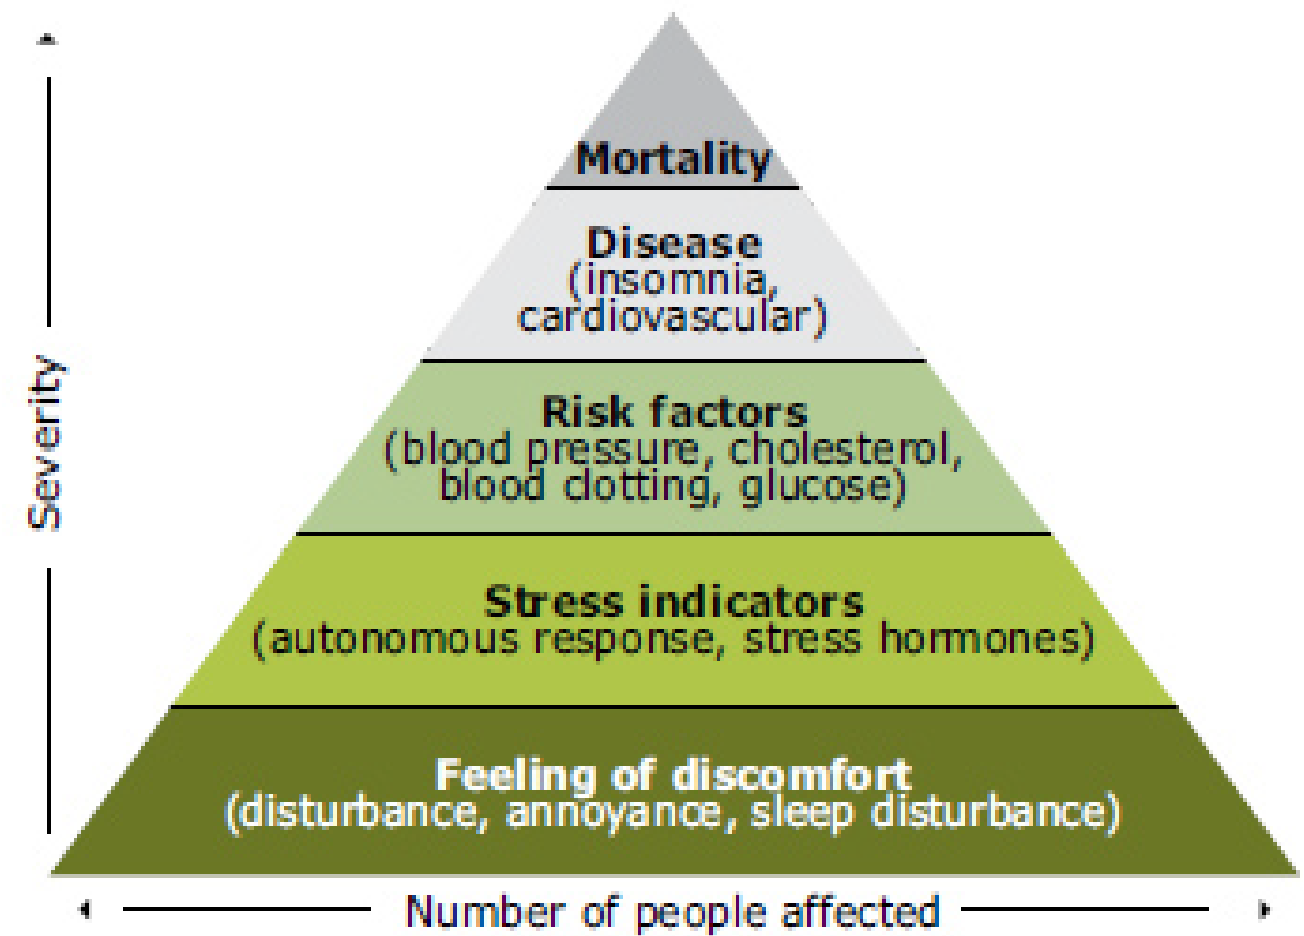 Mortality
Disease
(insomnia,
cardiovascular)
Risk factors
(blood pressure, cholesterol,
blood clotting, glucose)
Stress indicators
(autonomous response, stress hormones)
Feeling of discomfort
(disturbance, annoyance, sleep disturbance)
Severity
Number of people affected